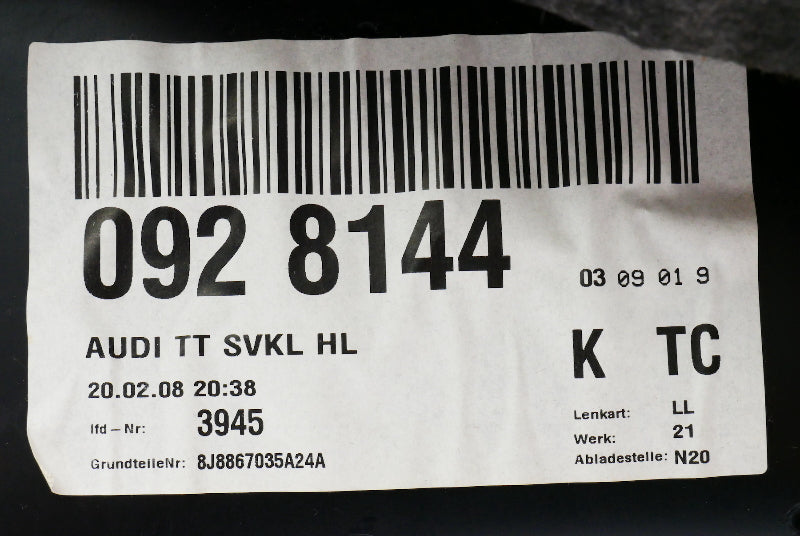 092 8144
03 09 01 9
AUDI TT SVKL HL
K TC
20.02.08 20:38
lfd – Nr: 3945
Lenkart: LL
Werk: 21
GrundteileNr: 8J8867035A24A
Abladestelle: N20